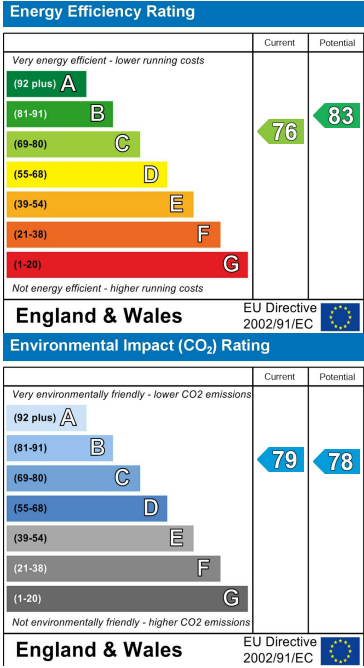 Energy Efficiency Rating
Current Potential
Very energy efficient - lower running costs
(92 plus) A
(81-91) B
83
(69-80) C
76
(55-68) D
(39-54) E
(21-38) F
(1-20) G
Not energy efficient - higher running costs
England & Wales
EU Directive
2002/91/EC
Environmental Impact (CO₂) Rating
Current Potential
Very environmentally friendly - lower CO2 emissions
(92 plus) A
(81-91) B
(69-80) C
79 78
(55-68) D
(39-54) E
(21-38) F
(1-20) G
Not environmentally friendly - higher CO2 emissions
England & Wales
EU Directive
2002/91/EC